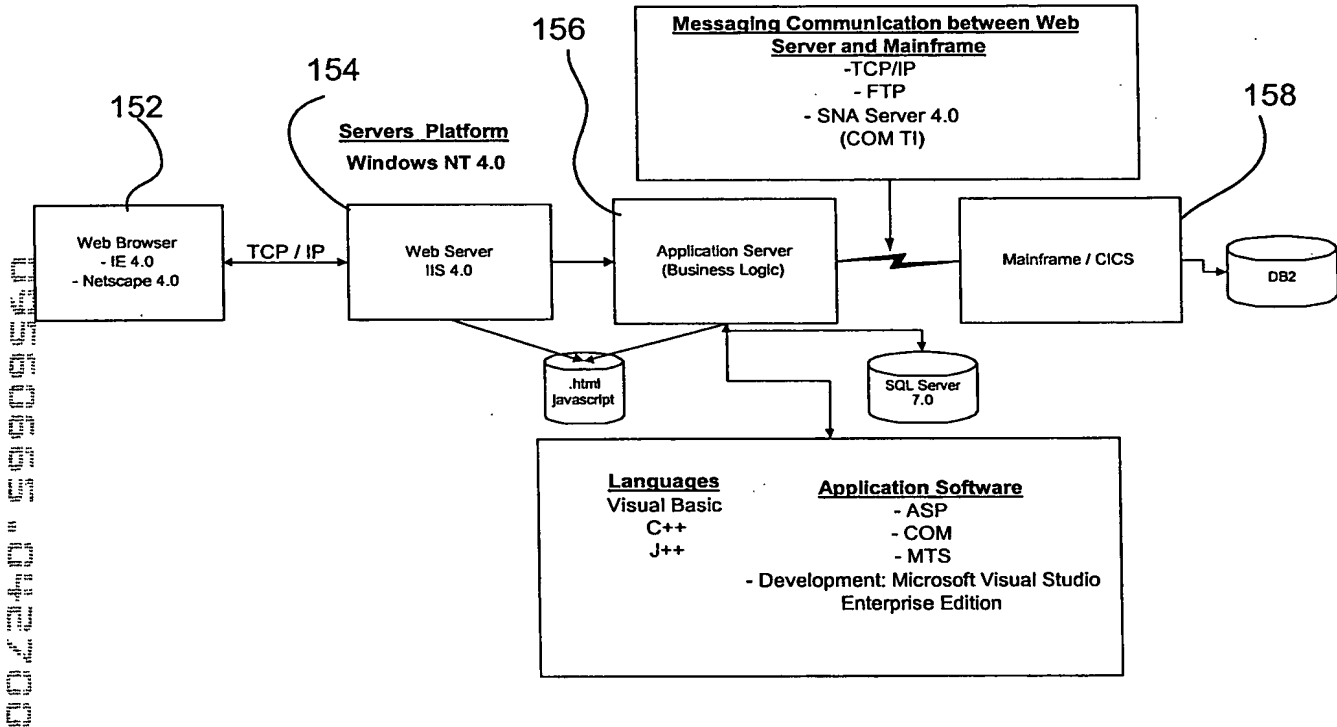 152
154
156
158
Messaging Communication between Web
Server and Mainframe
-TCP/IP
- FTP
- SNA Server 4.0
(COM TI)
Servers Platform
Windows NT 4.0
Web Browser
- IE 4.0
- Netscape 4.0
TCP / IP
Web Server
IIS 4.0
Application Server
(Business Logic)
Mainframe / CICS
DB2
.html
javascript
SQL Server
7.0
Languages
Visual Basic
C++
J++
Application Software
- ASP
- COM
- MTS
- Development: Microsoft Visual Studio
Enterprise Edition
09560965.042700